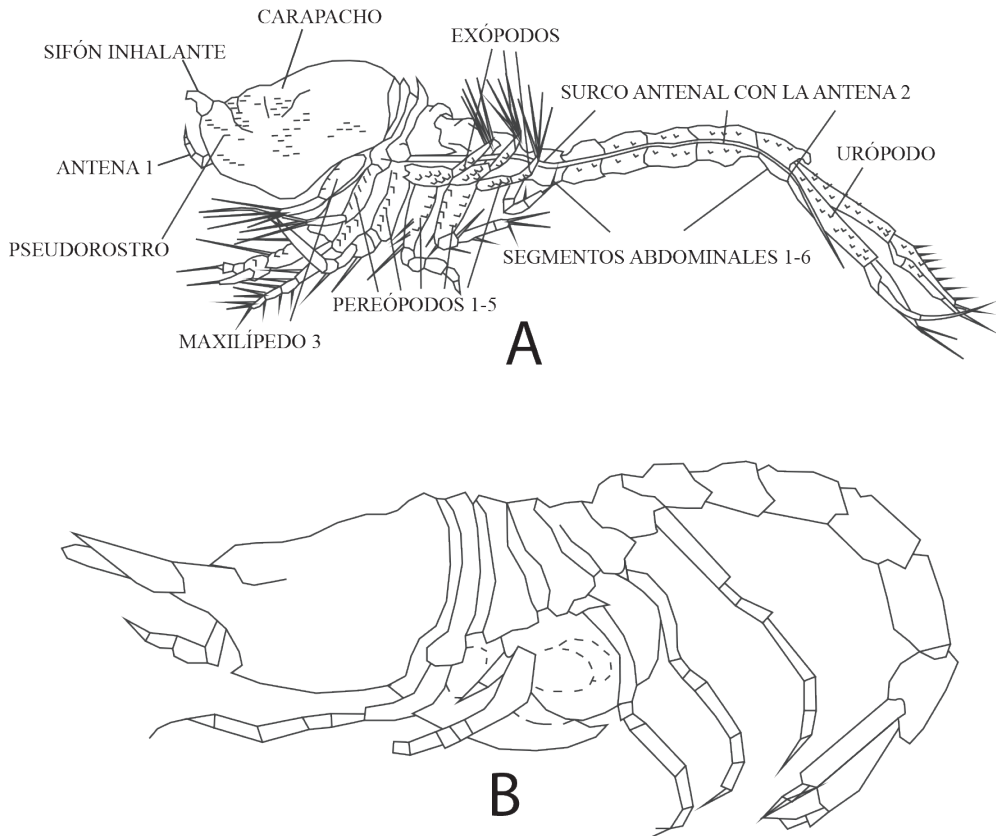 CARAPACHO
SIFÓN INHALANTE
EXÓPODOS
SURCO ANTENAL CON LA ANTENA 2
ANTENA 1
URÓPODO
PSEUDOROSTRO
SEGMENTOS ABDOMINALES 1-6
PEREÓPODOS 1-5
MAXILÍPEDO 3
A
B